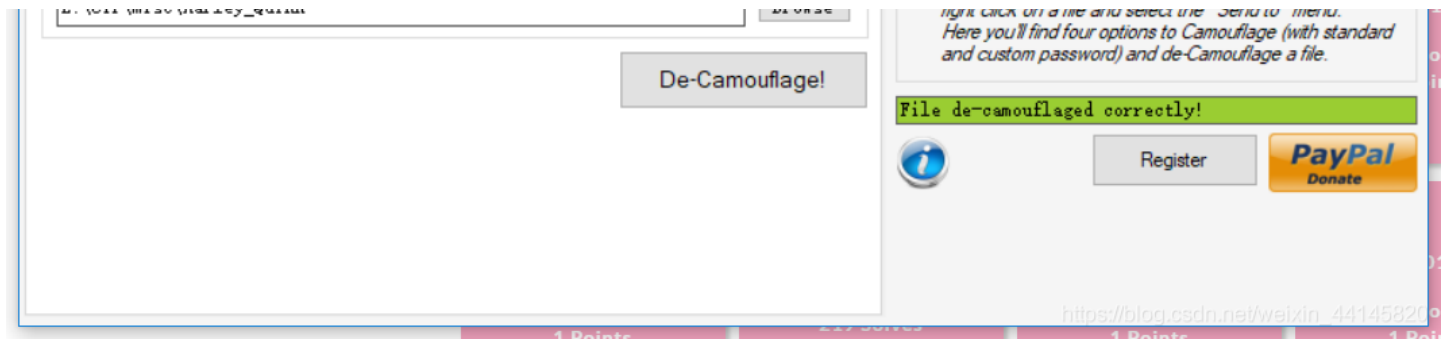 Browse
right click on a file and select the "Send to" menu.
Here you'll find four options to Camouflage (with standard
and custom password) and de-Camouflage a file.
De-Camouflage!
File de-camouflaged correctly!
Register
PayPal
Donate
https://blog.csdn.net/weixin_44145820
1 Points
219 Solves
1 Points